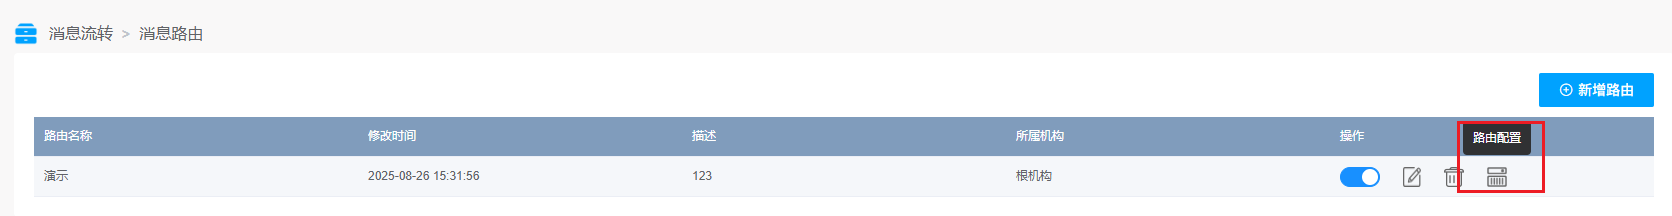 消息流转 > 消息路由
新增路由
路由名称 修改时间 描述 所属机构 操作 路由配置
演示 2025-08-26 15:31:56 123 根机构